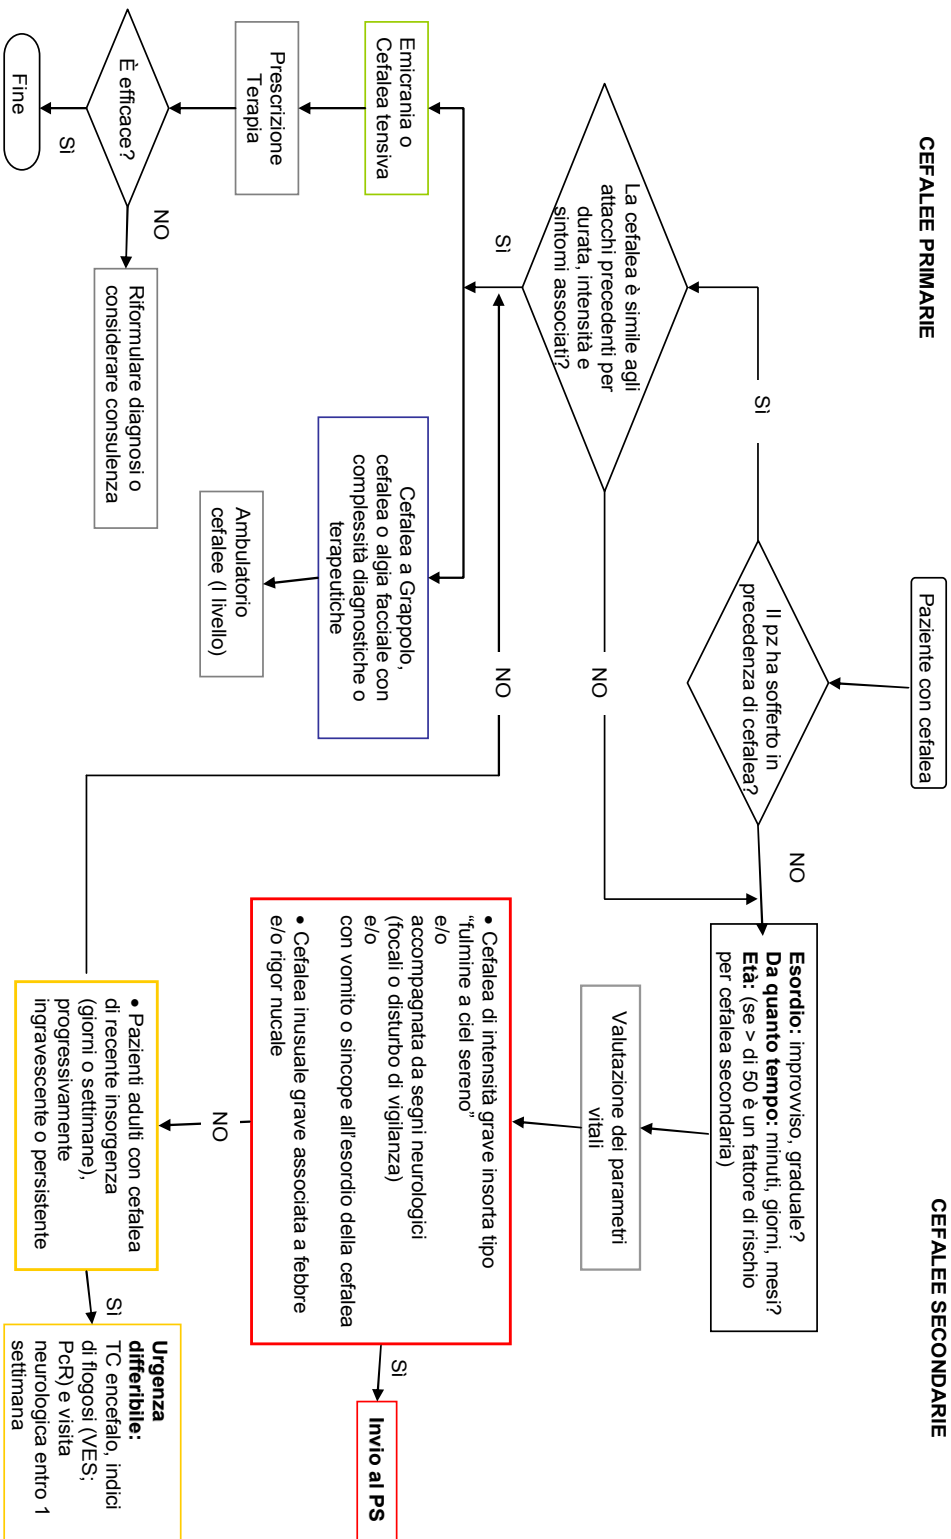 CEFALEE PRIMARIE
CEFALEE SECONDARIE
Paziente con cefalea
Il pz ha sofferto in
precedenza di cefalea?
Sì
NO
La cefalea è simile agli
attacchi precedenti per
durata, intensità e
sintomi associati?
NO
Sì
Esordio: improvviso, graduale?
Da quanto tempo: minuti, giorni, mesi?
Età: (se > di 50 è un fattore di rischio
per cefalea secondaria)
Valutazione dei parametri
vitali
• Cefalea di intensità grave insorta tipo
“fulmine a ciel sereno”
e/o
accompagnata da segni neurologici
(focali o disturbo di vigilanza)
e/o
con vomito o sincope all'esordio della cefalea
• Cefalea inusuale grave associata a febbre
e/o rigor nucale
Sì
Invio al PS
NO
• Pazienti adulti con cefalea
di recente insorgenza
(giorni o settimane),
progressivamente
ingravescente o persistente
Sì
Urgenza
differibile:
TC encefalo, indici
di flogosi (VES;
PcR) e visita
neurologica entro 1
settimana
NO
Emicrania o
Cefalea tensiva
Prescrizione
Terapia
È efficace?
Sì
Fine
NO
Riformulare diagnosi o
considerare consulenza
Cefalea a Grappolo,
cefalea o algia facciale con
complessità diagnostiche o
terapeutiche
Ambulatorio
cefalee (I livello)